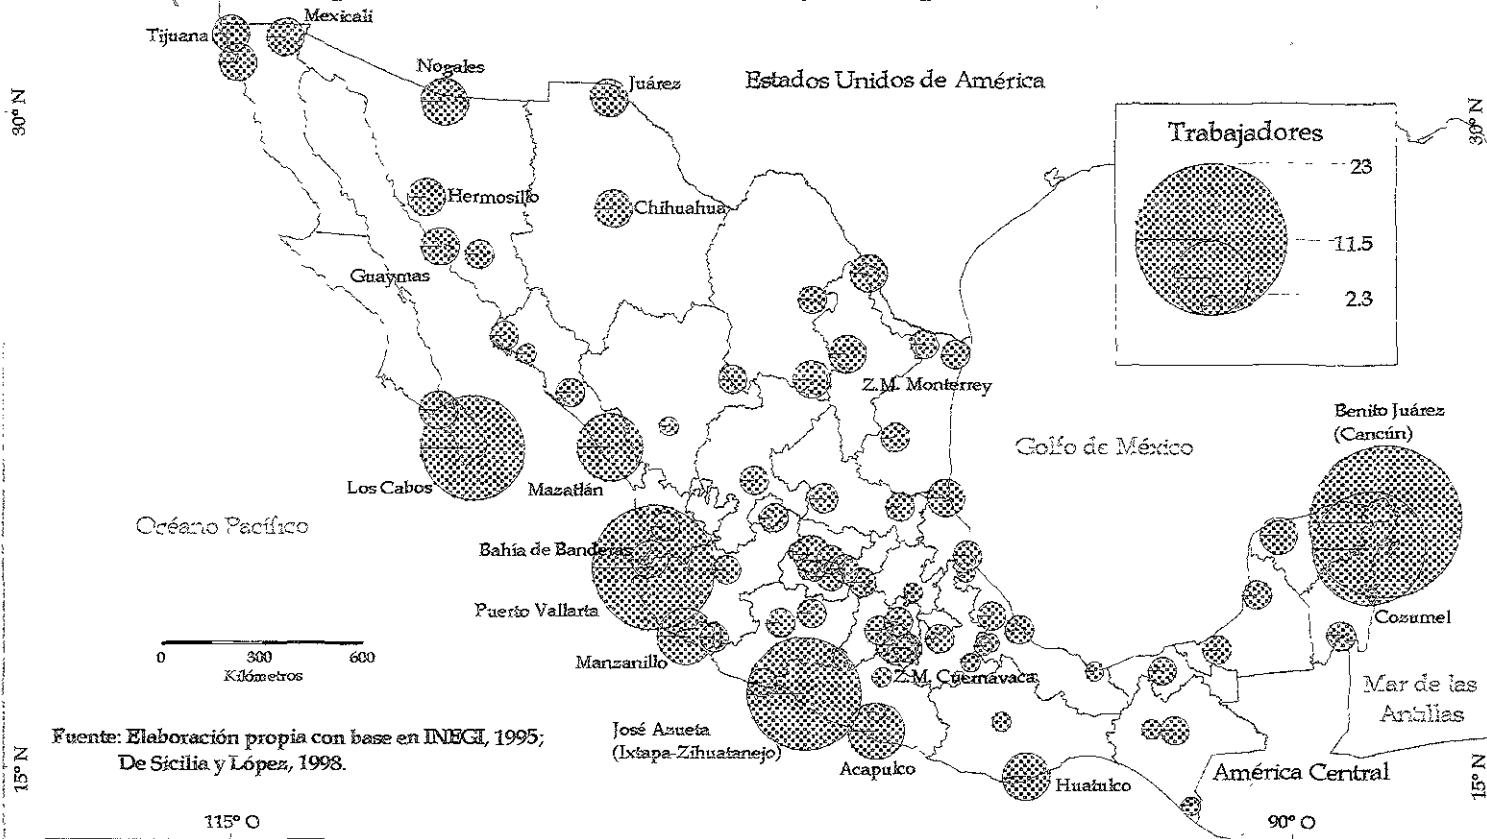 Mexicali
Tijuana
Nogales
Juárez
Estados Unidos de América
30° N
30° N
Trabajadores
23
11.5
2.3
Hermosillo
Chihuahua
Guaymas
Z.M. Monterrey
Benito Juárez
(Cancún)
Golfo de México
Los Cabos
Mazatlán
Océano Pacífico
Bahía de Banderas
Puerto Vallarta
Cozumel
0 300 600
Kilómetros
Manzanillo
Z.M. Cuernavaca
Mar de las
Antillas
Fuente: Elaboración propia con base en INEGI, 1995;
De Sicilia y López, 1998.
José Azueta
(Ixtapa-Zihuatanejo)
Acapulco
Huatulco
América Central
15° N
15° N
115° O
90° O